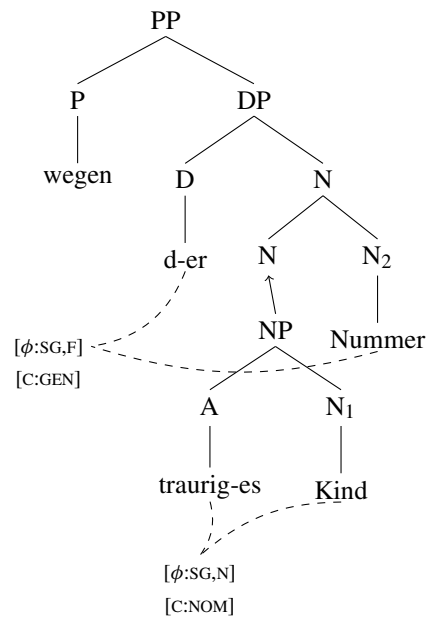 PP
P DP
wegen D N
d-er N N₂
NP Nummer
[ϕ:SG,F]
[C:GEN]
A N₁
traurig-es Kind
[ϕ:SG,N]
[C:NOM]